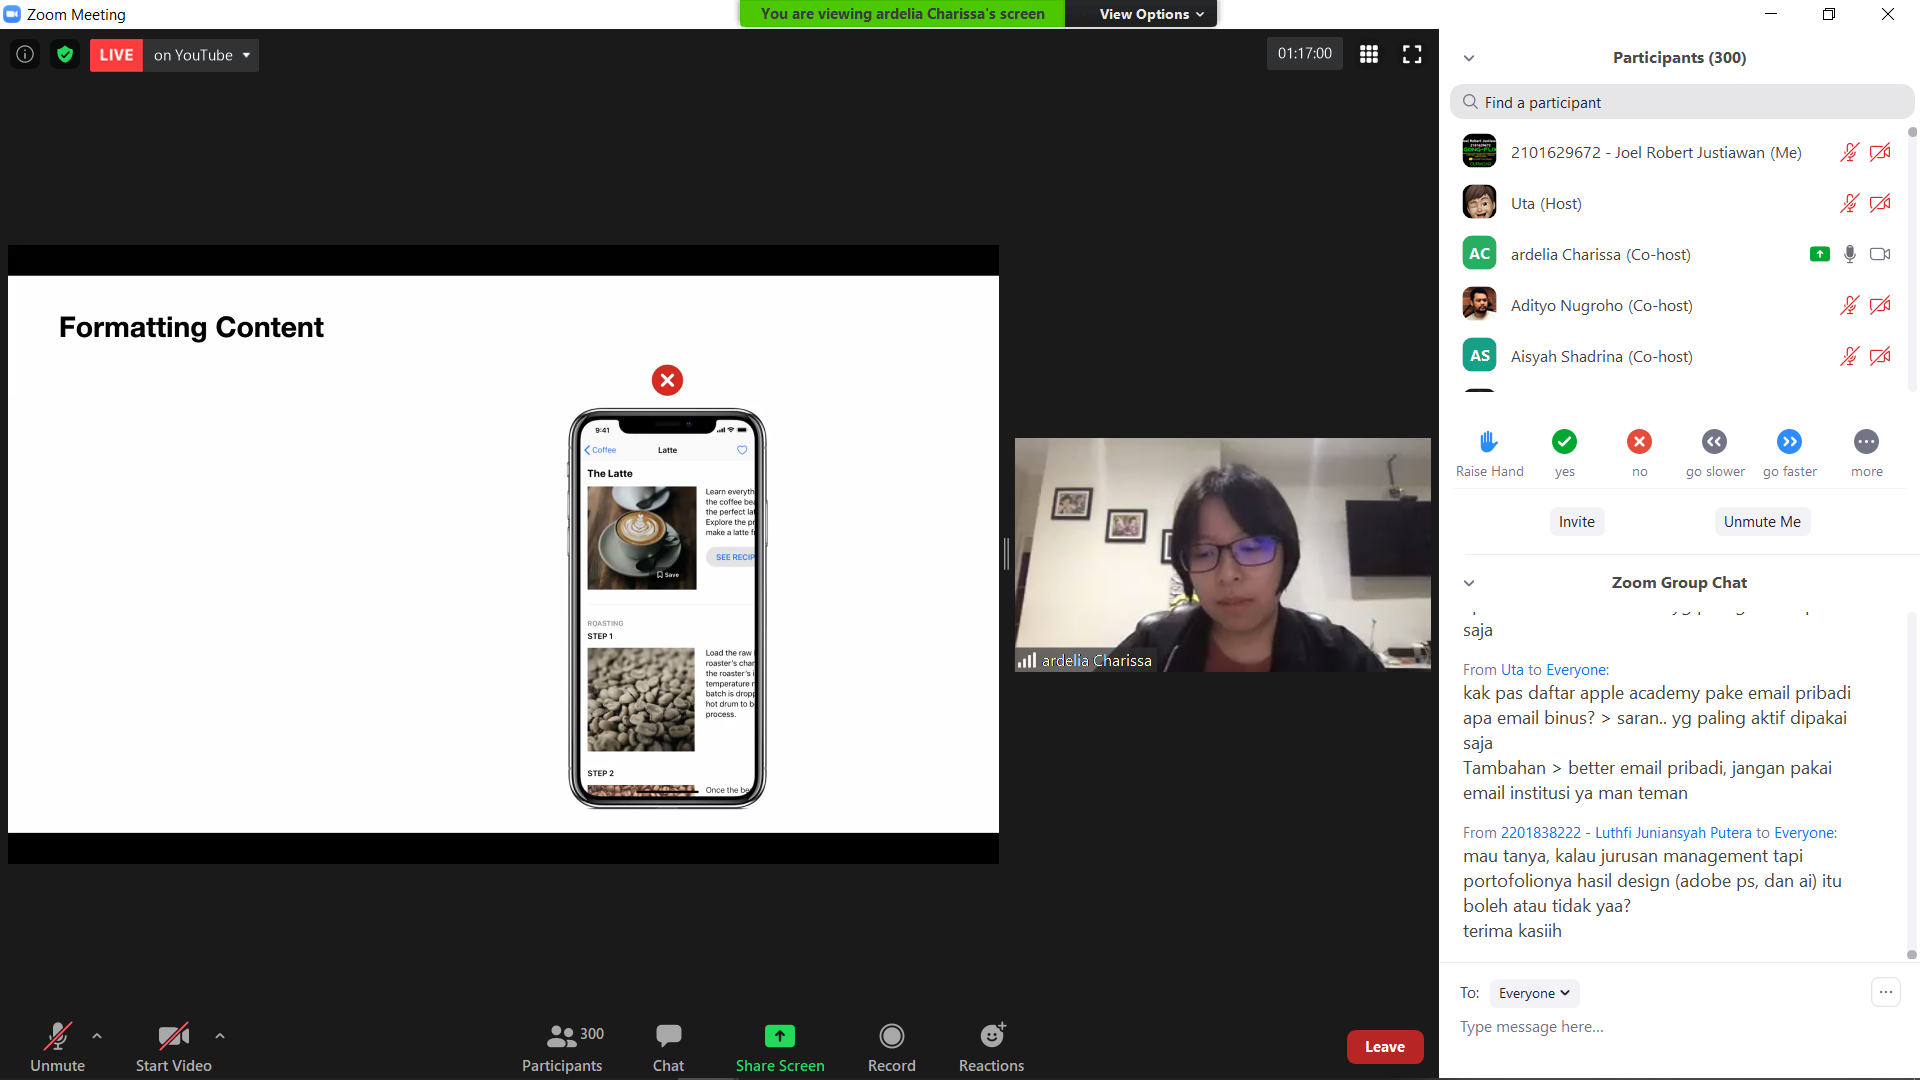 Zoom Meeting
You are viewing ardelia Charissa's screen
View Options
LIVE
on YouTube
01:17:00
Formatting Content
9:41
Coffee
Latte
The Latte
Learn everyth
the coffee bea
the perfect lat
Explore the pr
make a latte f
SEE RECIP
Save
ROASTING
STEP 1
Load the raw
roaster's char
the roaster's i
temperature r
batch is dropp
hot drum to b
process.
STEP 2
Once the be
ardelia Charissa
Participants (300)
Find a participant
2101629672 - Joel Robert Justiawan (Me)
Uta (Host)
AC
ardelia Charissa (Co-host)
Adityo Nugroho (Co-host)
AS
Aisyah Shadrina (Co-host)
Raise Hand
yes
no
go slower
go faster
more
Invite
Unmute Me
Zoom Group Chat
saja
From Uta to Everyone:
kak pas daftar apple academy pake email pribadi
apa email binus? > saran.. yg paling aktif dipakai
saja
Tambahan > better email pribadi, jangan pakai
email institusi ya man teman
From 2201838222 - Luthfi Juniansyah Putera to Everyone:
mau tanya, kalau jurusan management tapi
portofolionya hasil design (adobe ps, dan ai) itu
boleh atau tidak yaa?
terima kasiih
To:
Everyone
Type message here...
Unmute
Start Video
300
Participants
Chat
Share Screen
Record
Reactions
Leave